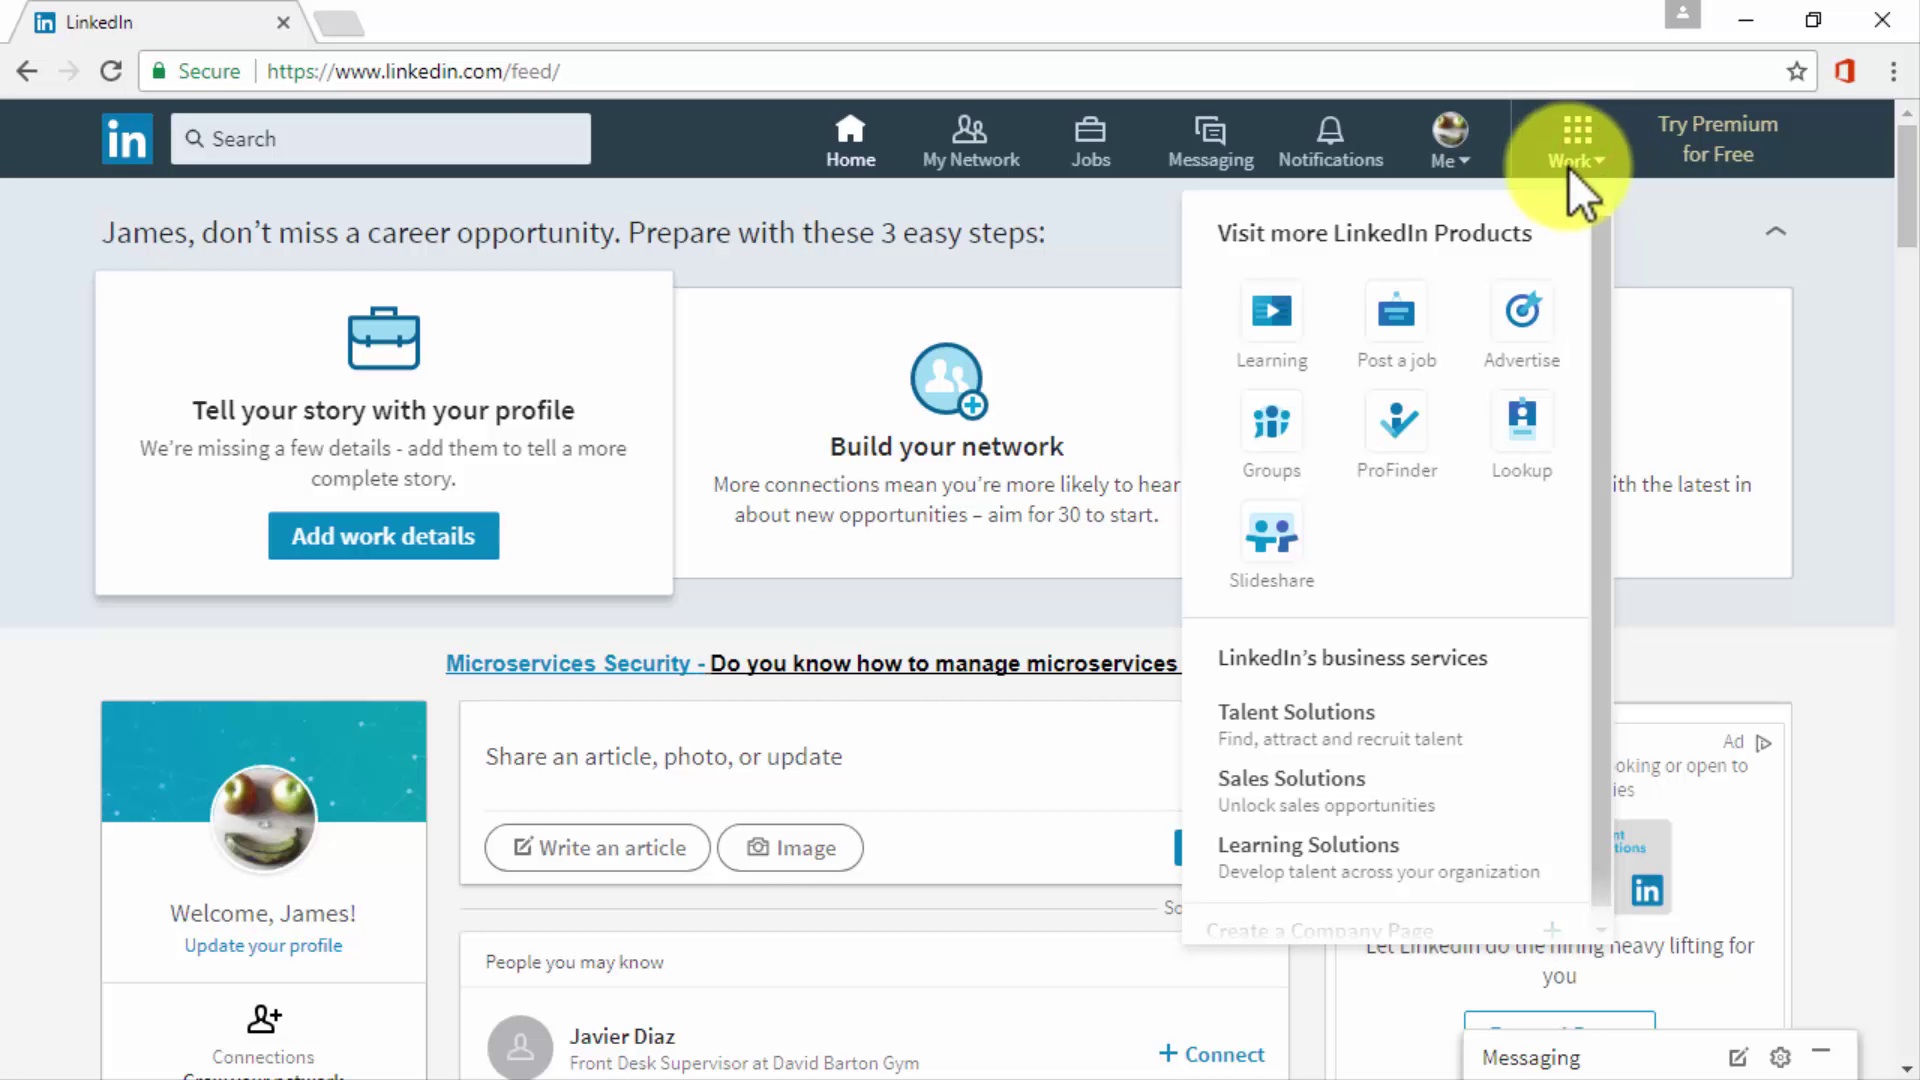 LinkedIn
Secure
https://www.linkedin.com/feed/
in
Search
Home
My Network
Jobs
Messaging
Notifications
Me
Work
Try Premium
for Free
James, don't miss a career opportunity. Prepare with these 3 easy steps:
Tell your story with your profile
We're missing a few details - add them to tell a more
complete story.
Add work details
Build your network
More connections mean you're more likely to hear
about new opportunities – aim for 30 to start.
ith the latest in
Visit more LinkedIn Products
Learning
Post a job
Advertise
Groups
ProFinder
Lookup
Slideshare
LinkedIn's business services
Talent Solutions
Find, attract and recruit talent
Sales Solutions
Unlock sales opportunities
Learning Solutions
Develop talent across your organization
Create a Company Page
Microservices Security - Do you know how to manage microservices
Welcome, James!
Update your profile
Connections
Grow your network
Share an article, photo, or update
Write an article
Image
So
People you may know
Javier Diaz
Front Desk Supervisor at David Barton Gym
Connect
Ad
oking or open to
ies
nt
tions
in
Let LinkedIn do the hiring heavy lifting for
you
Messaging